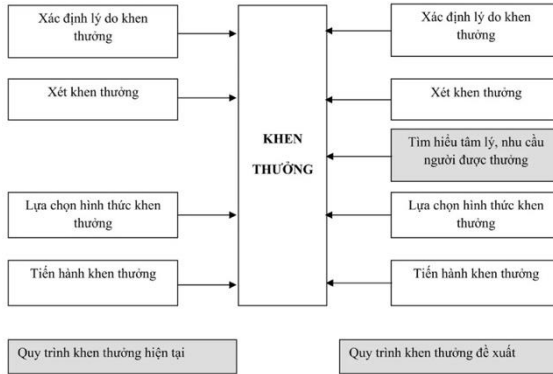 Xác định lý do khen
thưởng
Xét khen thưởng
Lựa chọn hình thức khen
thưởng
Tiến hành khen thưởng
Quy trình khen thưởng hiện tại
KHEN
THƯỞNG
Xác định lý do khen
thưởng
Xét khen thưởng
Tìm hiểu tâm lý, nhu cầu
người được thưởng
Lựa chọn hình thức khen
thưởng
Tiến hành khen thưởng
Quy trình khen thưởng đề xuất